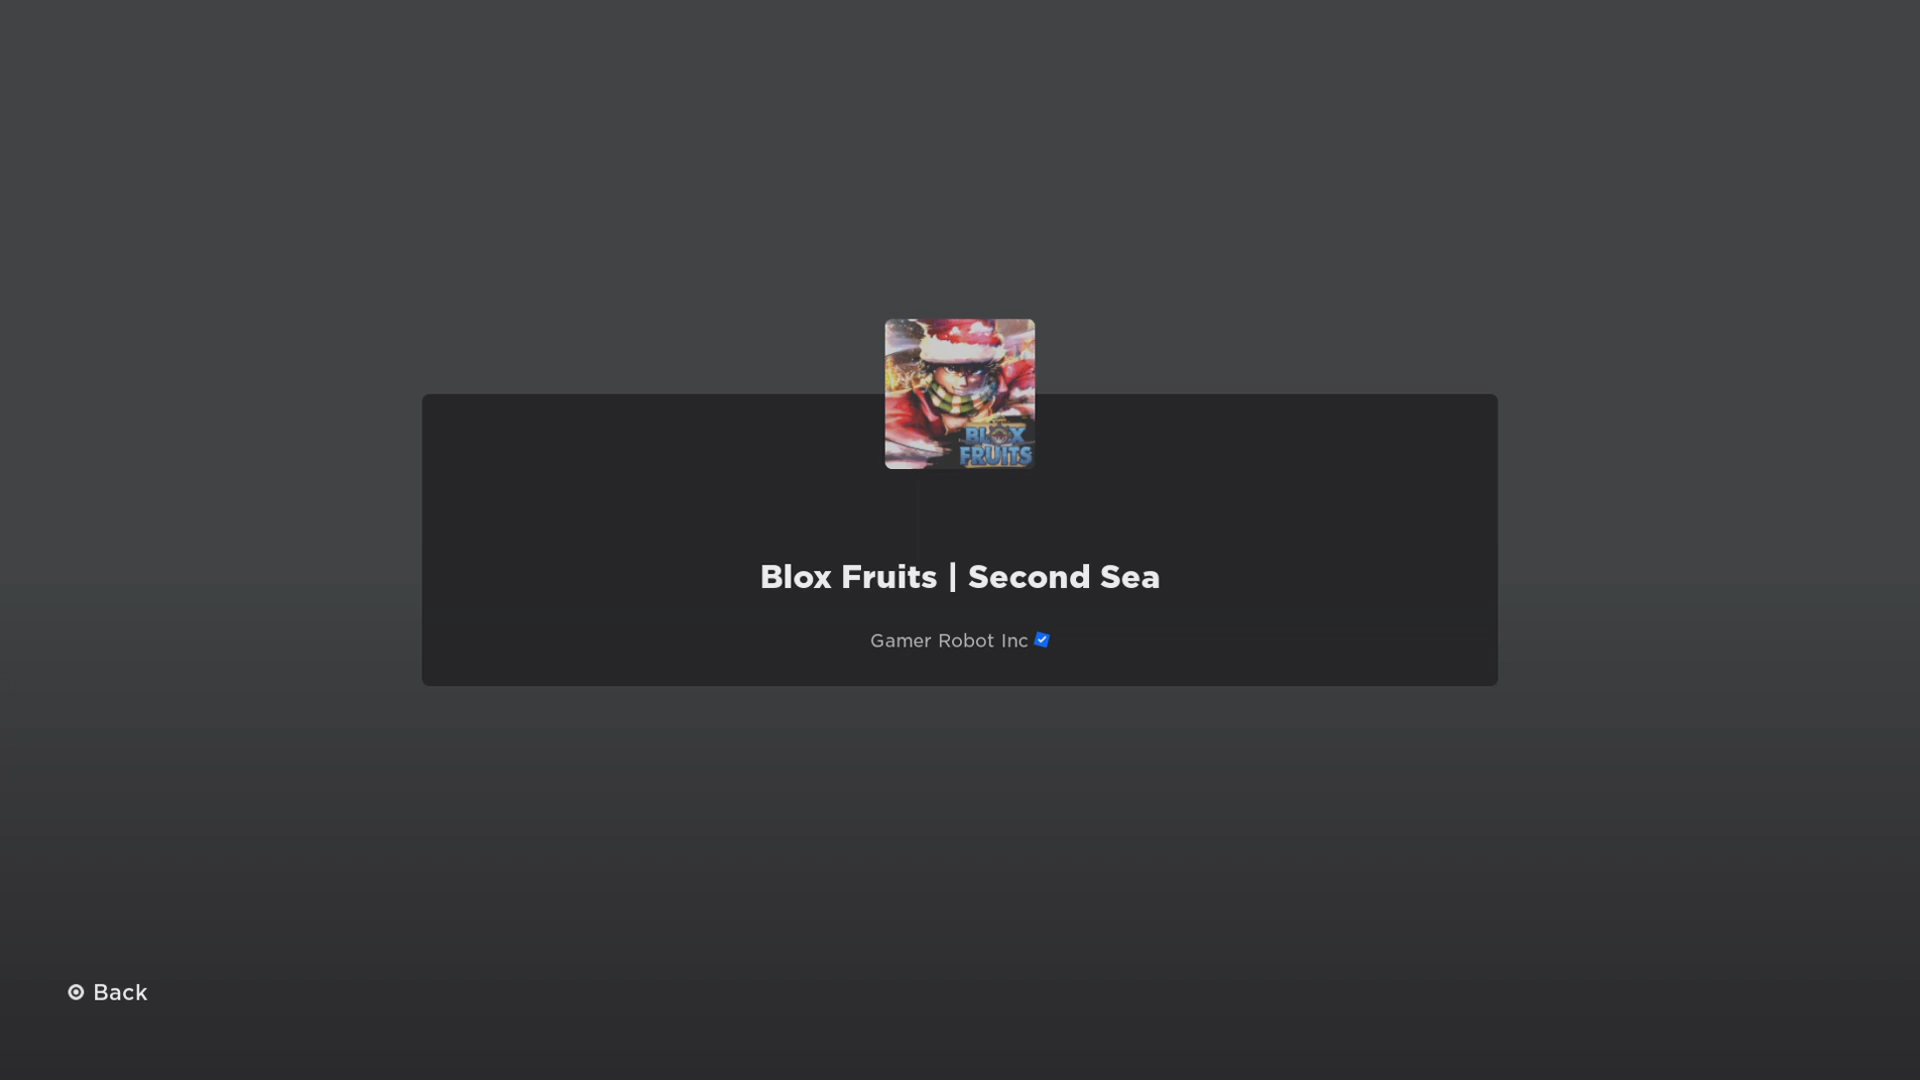 BLOX
FRUITS
Blox Fruits | Second Sea
Gamer Robot Inc
Back